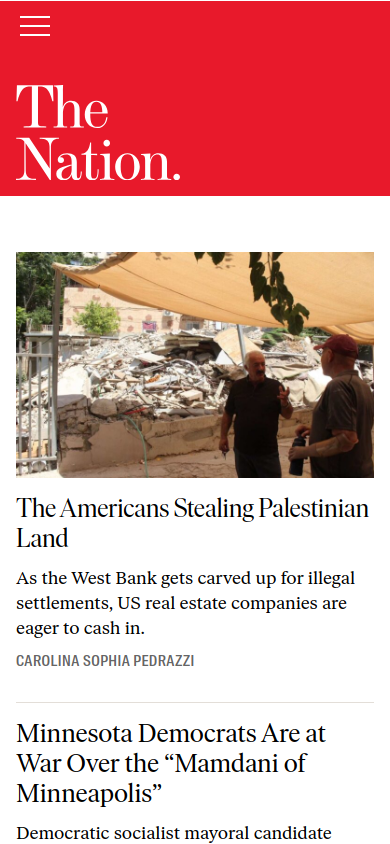 The
Nation.
The Americans Stealing Palestinian
Land
As the West Bank gets carved up for illegal
settlements, US real estate companies are
eager to cash in.
CAROLINA SOPHIA PEDRAZZI
Minnesota Democrats Are at
War Over the “Mamdani of
Minneapolis”
Democratic socialist mayoral candidate